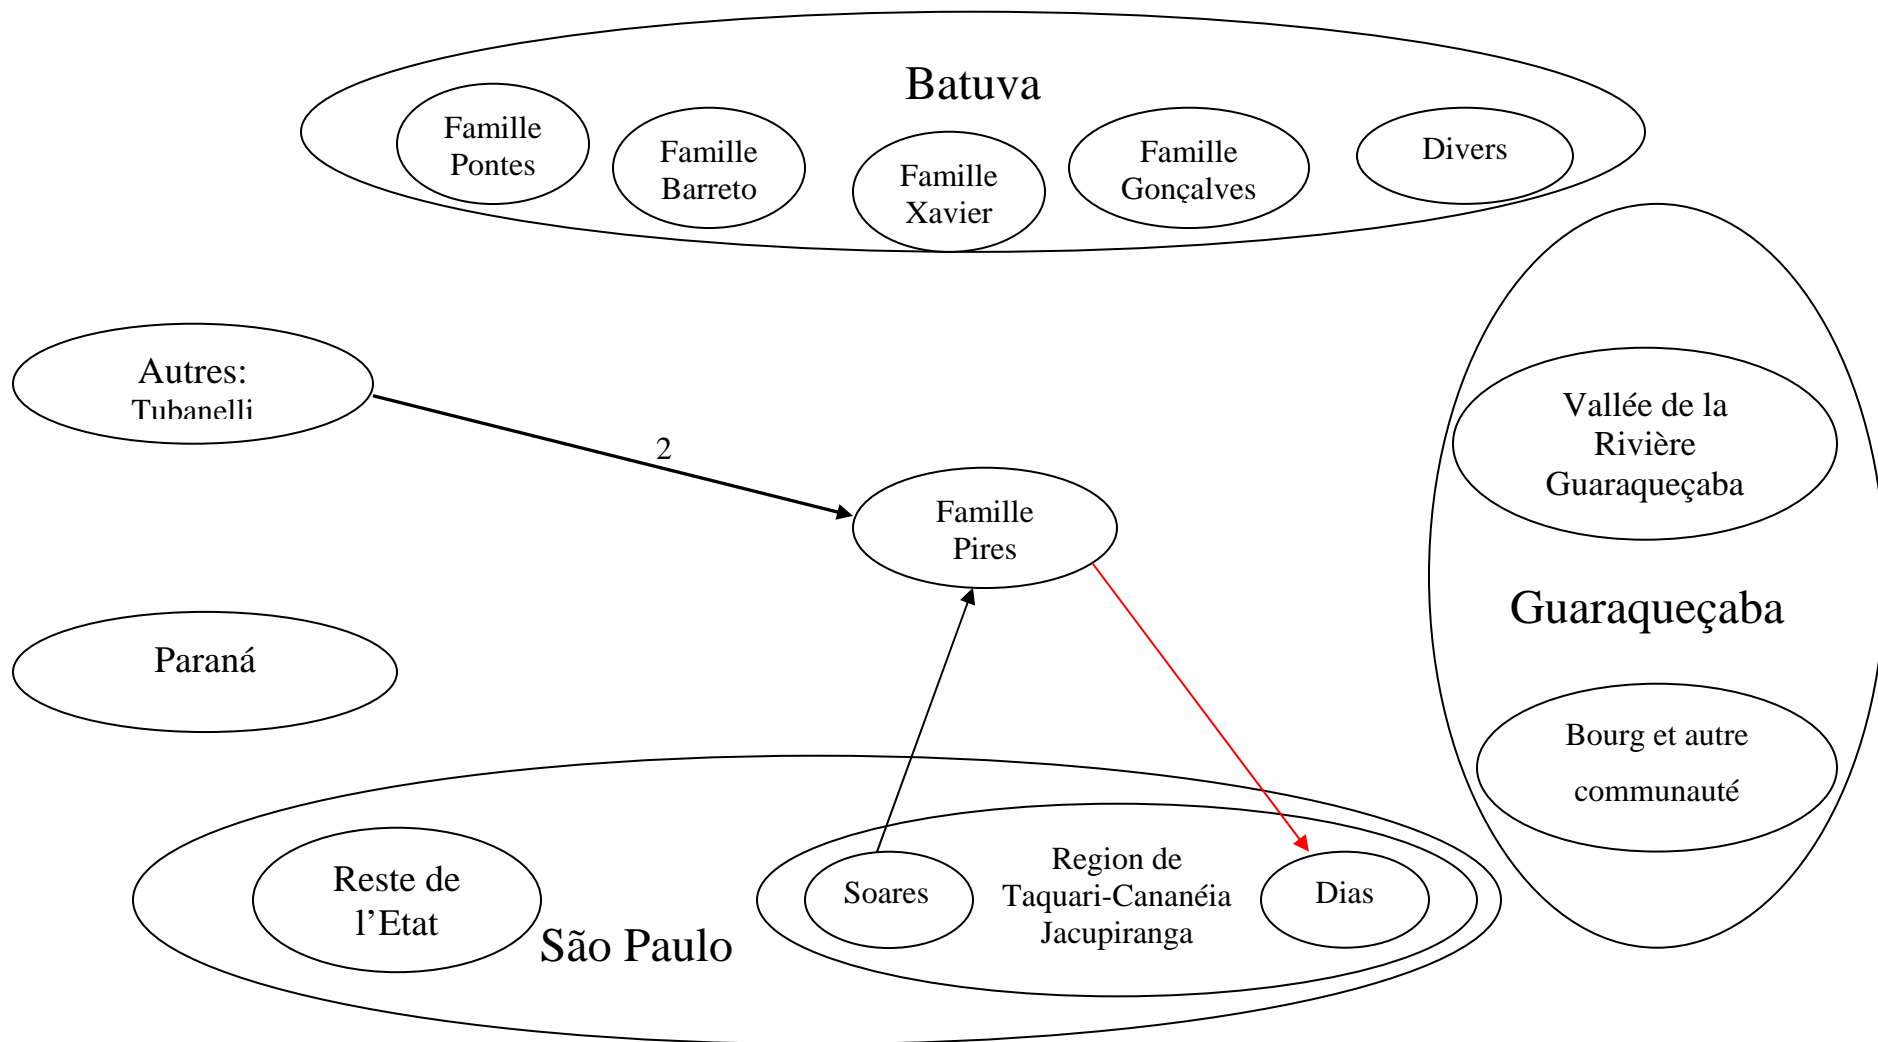 Batuva
Famille
Pontes
Famille
Barreto
Famille
Xavier
Famille
Gonçalves
Divers
Autres:
Tubanelli
2
Famille
Pires
Vallée de la
Rivière
Guaraqueçaba
Guaraqueçaba
Bourg et autre
communauté
Paraná
Reste de
l’Etat
São Paulo
Soares
Region de
Taquari-Cananéia
Jacupiranga
Dias